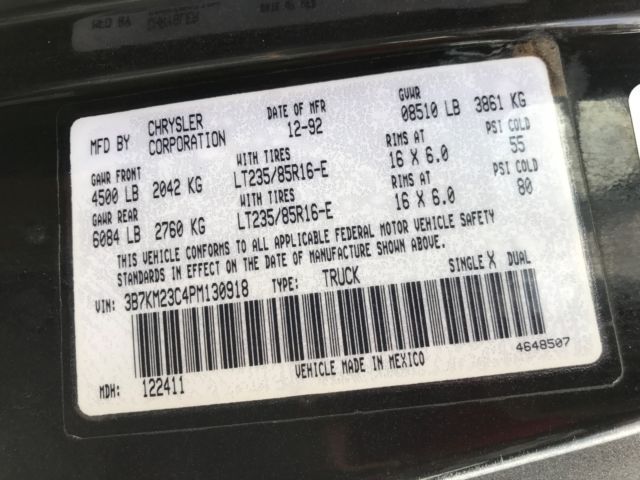 MFD BY CHRYSLER CORPORATION DATE OF MFR 12-92 GVWR 08510 LB 3861 KG
GAWR FRONT 4500 LB 2042 KG WITH TIRES LT235/85R16-E RIMS AT 16 X 6.0 PSI COLD 55
GAWR REAR 6084 LB 2760 KG WITH TIRES LT235/85R16-E RIMS AT 16 X 6.0 PSI COLD 80
THIS VEHICLE CONFORMS TO ALL APPLICABLE FEDERAL MOTOR VEHICLE SAFETY
STANDARDS IN EFFECT ON THE DATE OF MANUFACTURE SHOWN ABOVE.
VIN: 3B7KM23C4PM130918 TYPE: TRUCK SINGLE X DUAL
4648507
VEHICLE MADE IN MEXICO
MDH: 122411